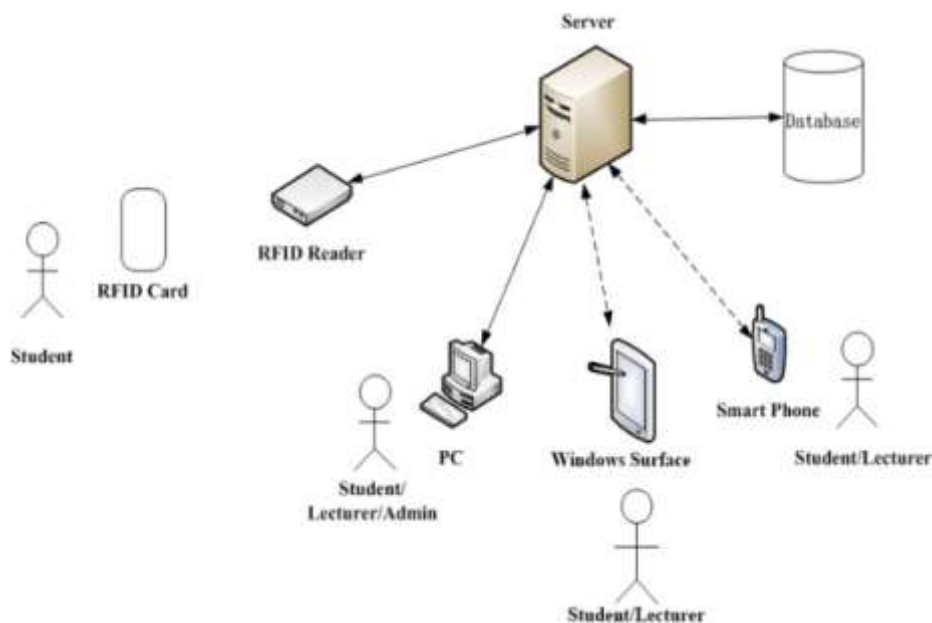 Server
Database
RFID Reader
RFID Card
Student
Smart Phone
PC
Windows Surface
Student/Lecturer
Student/
Lecturer/Admin
Student/Lecturer